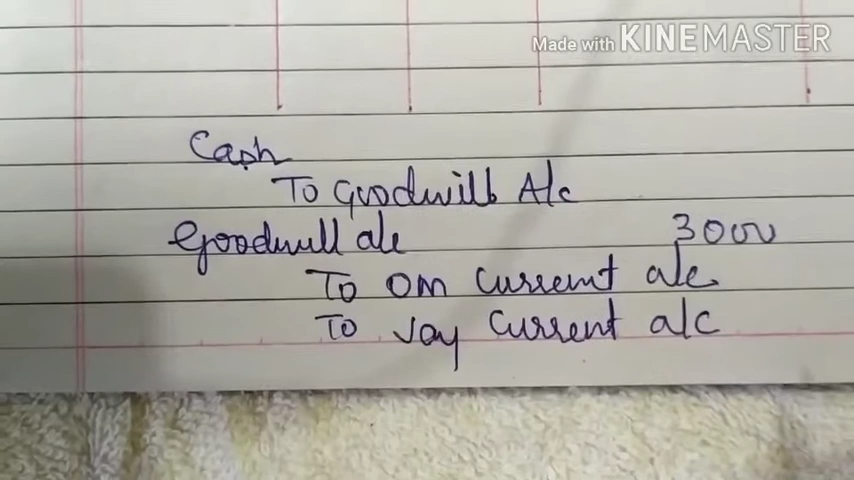 Made with KINEMASTER
Cash
To Goodwill A/c
Goodwill a/c 3000
To Om Current a/c
To Jay Current a/c